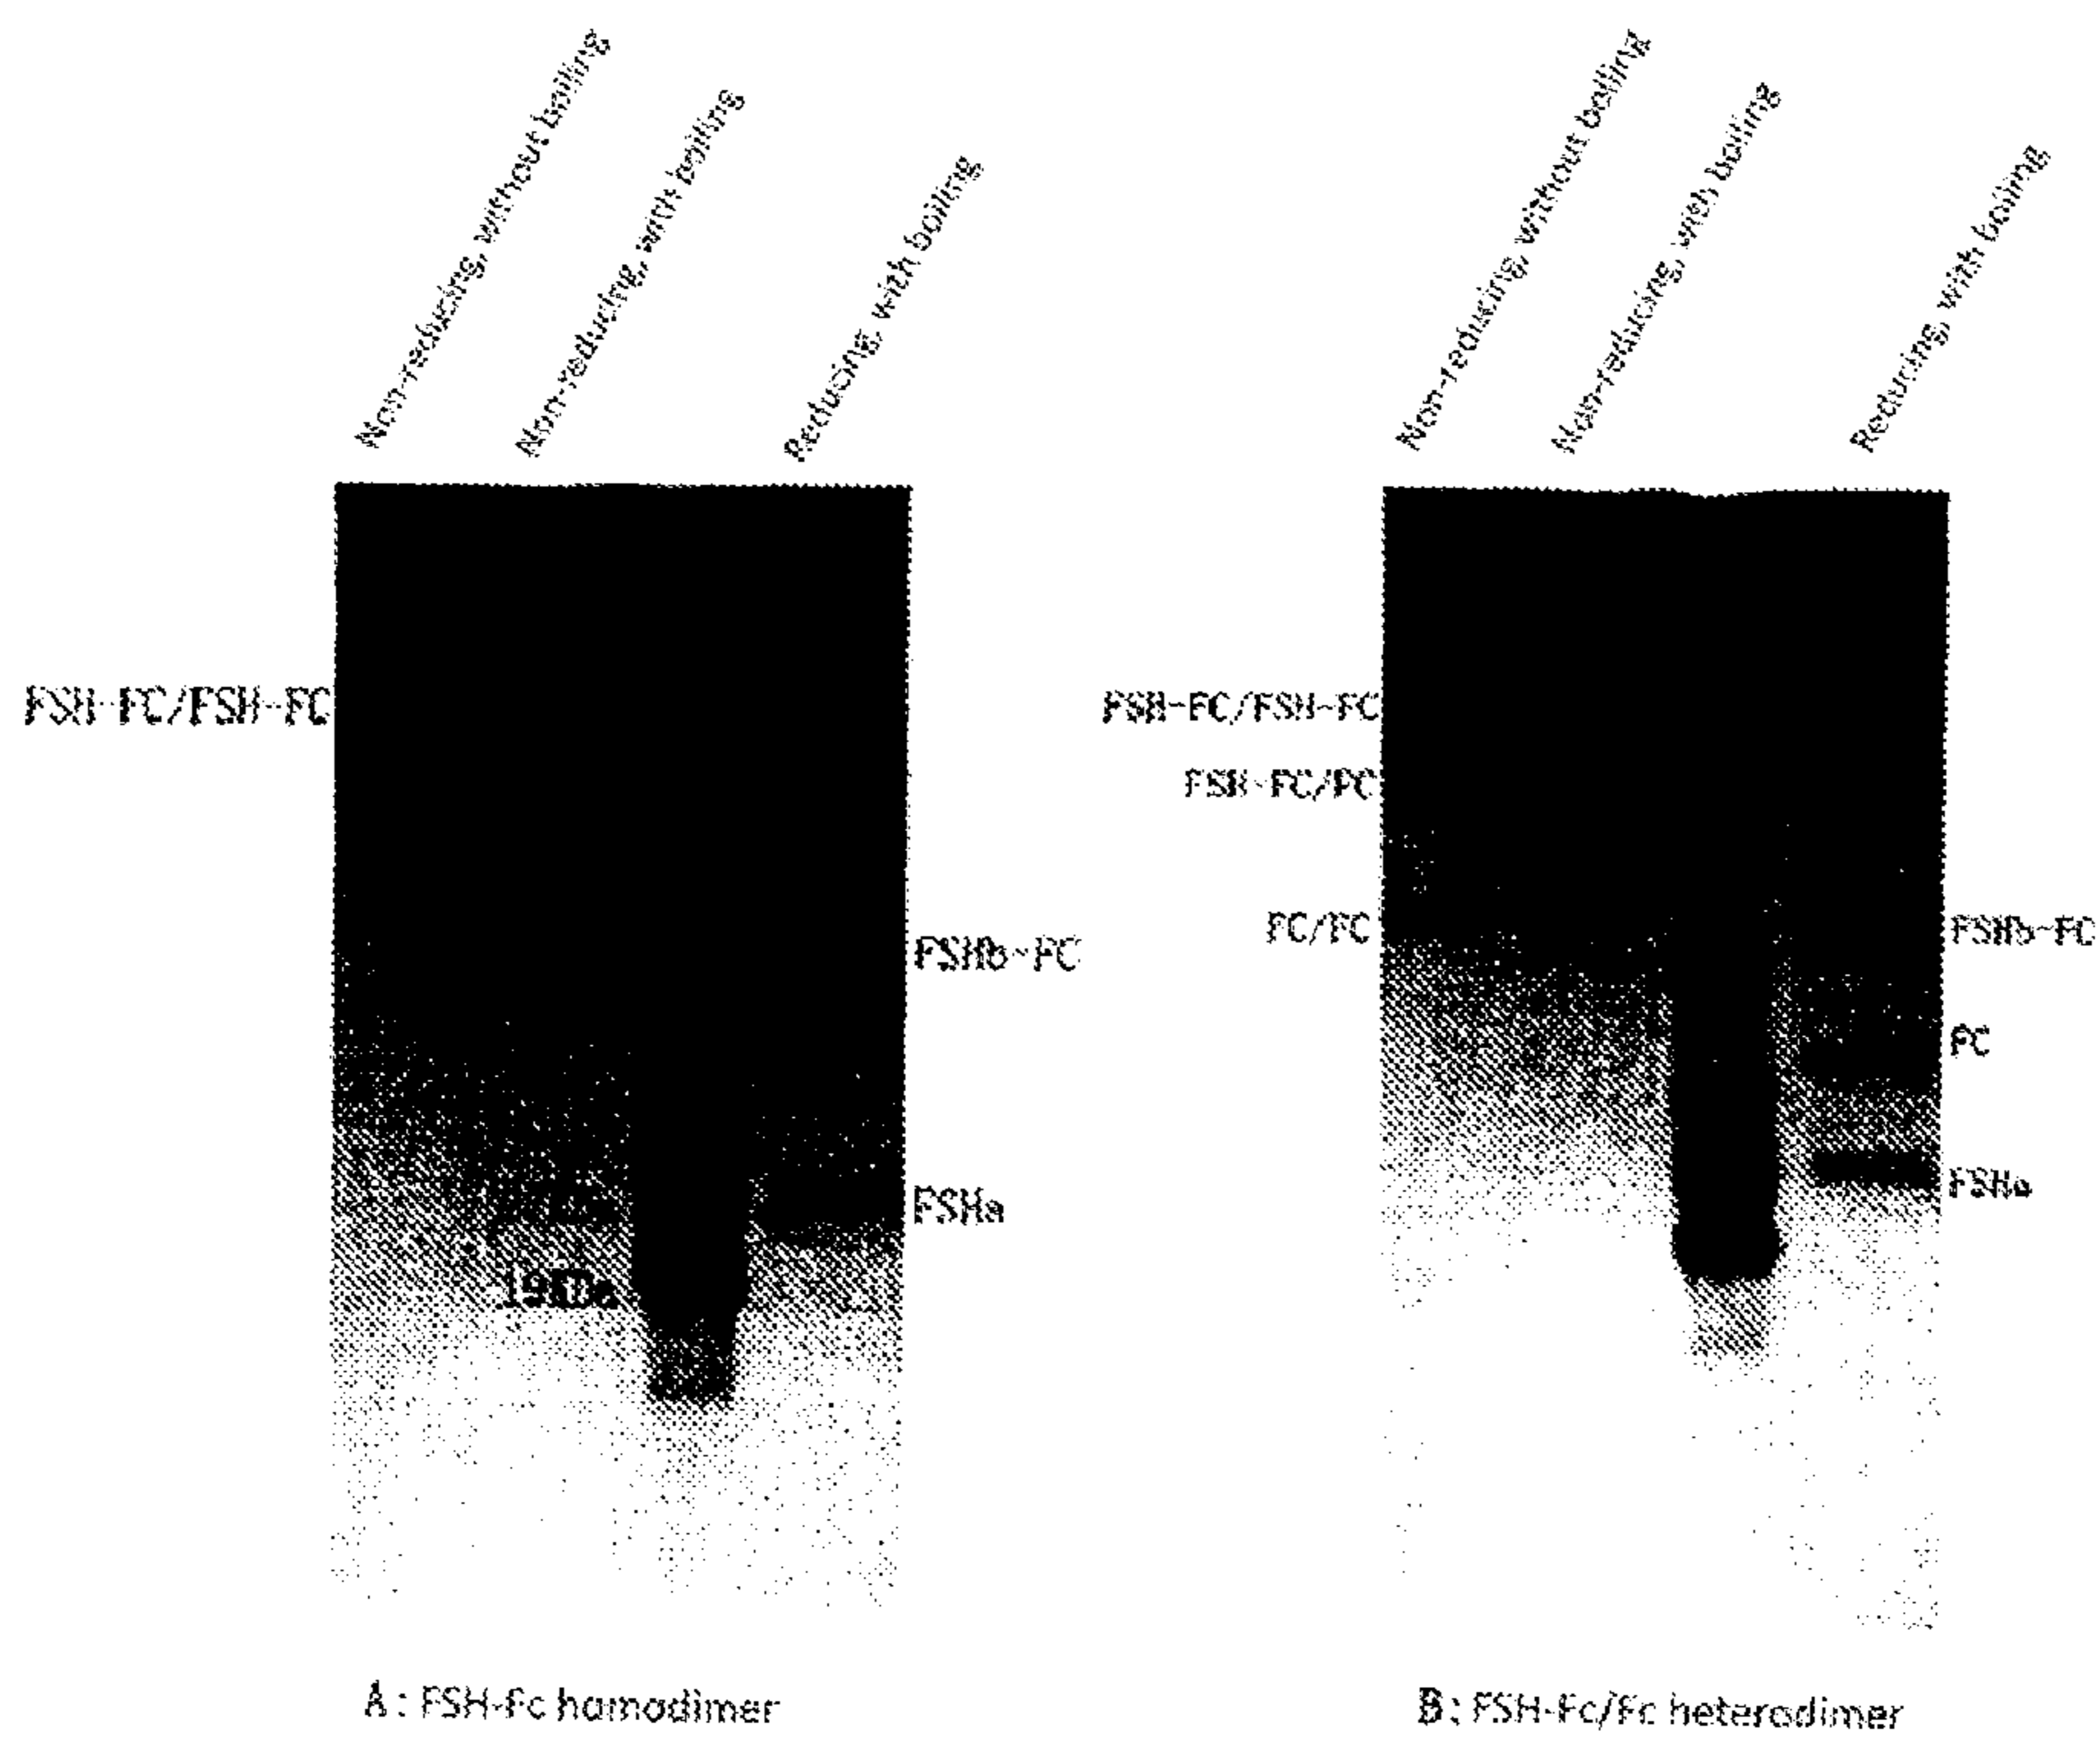 Non-reducing, without boiling
Non-reducing, with boiling
Reducing, with boiling
FSH-FC/FSH-FC
FSHb-FC
FSHa
A: FSH-Fc homodimer
Non-reducing, without boiling
Non-reducing, with boiling
Reducing, with boiling
FSH-FC/FSH-FC
FSH-FC/FC
FC/FC
FSHb-FC
FC
FSHa
B: FSH-Fc/Fc heterodimer